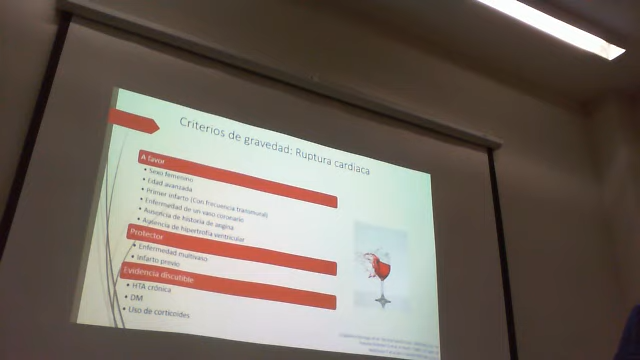 Criterios de gravedad: Ruptura cardiaca
A favor
• Sexo femenino
• Edad avanzada
• Primer infarto (Con frecuencia transmural)
• Enfermedad de un vaso coronario
• Ausencia de historia de angina
• Ausencia de hipertrofia ventricular
Protector
• Enfermedad multivaso
• Infarto previo
Evidencia discutible
• HTA crónica
• DM
• Uso de corticoides